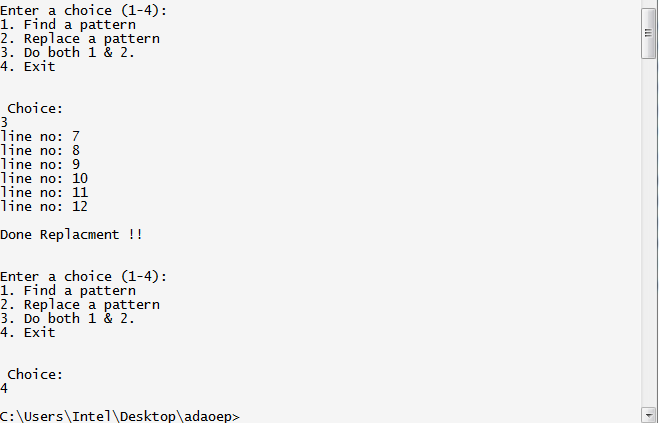 Enter a choice (1-4):
1. Find a pattern
2. Replace a pattern
3. Do both 1 & 2.
4. Exit
Choice:
3
line no: 7
line no: 8
line no: 9
line no: 10
line no: 11
line no: 12
Done Replacment !!
Enter a choice (1-4):
1. Find a pattern
2. Replace a pattern
3. Do both 1 & 2.
4. Exit
Choice:
4
C:\Users\Intel\Desktop\adaoep>